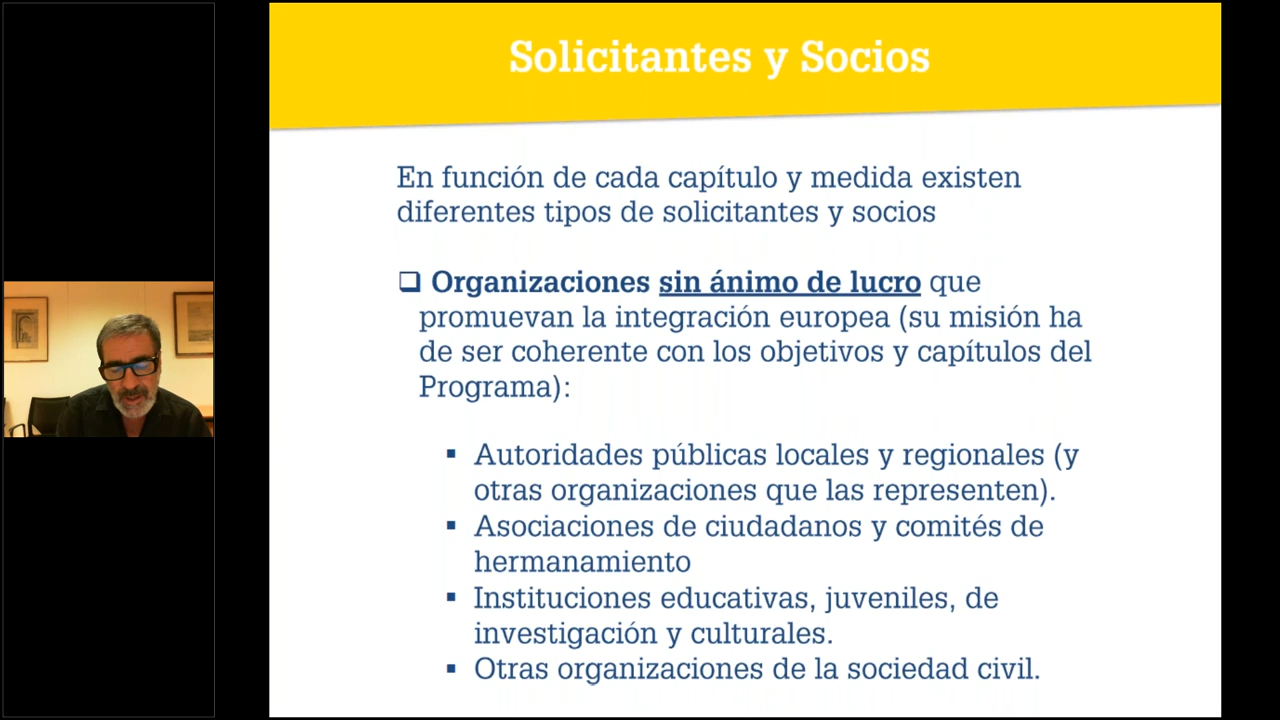 Solicitantes y Socios
En función de cada capítulo y medida existen
diferentes tipos de solicitantes y socios
❑ Organizaciones sin ánimo de lucro que
promuevan la integración europea (su misión ha
de ser coherente con los objetivos y capítulos del
Programa):
▪ Autoridades públicas locales y regionales (y
otras organizaciones que las representen).
▪ Asociaciones de ciudadanos y comités de
hermanamiento
▪ Instituciones educativas, juveniles, de
investigación y culturales.
▪ Otras organizaciones de la sociedad civil.